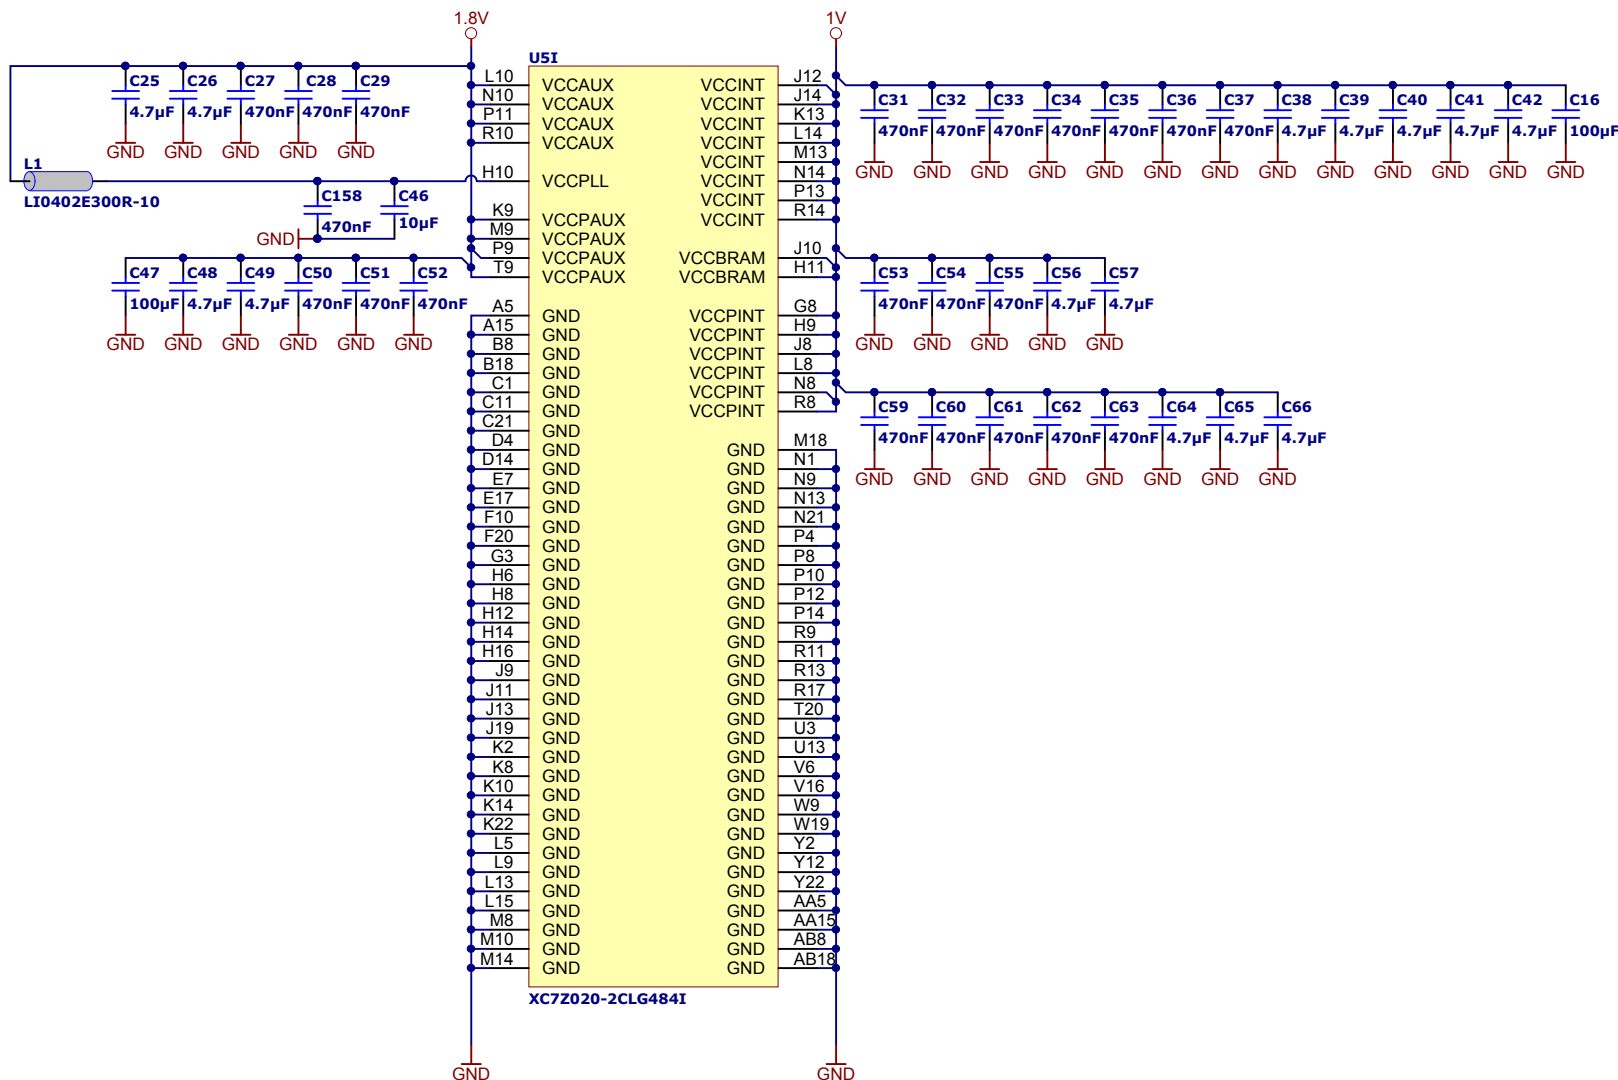 1.8V
1V
U5I
C25 C26 C27 C28 C29
4.7µF 4.7µF 470nF 470nF 470nF
GND GND GND GND GND
L1
LI0402E300R-10
C158 C46
470nF 10µF
GND
C47 C48 C49 C50 C51 C52
100µF 4.7µF 4.7µF 470nF 470nF 470nF
GND GND GND GND GND GND
L10 VCCAUX VCCINT J12
N10 VCCAUX VCCINT J14
P11 VCCAUX VCCINT K13
R10 VCCAUX VCCINT L14
VCCINT M13
H10 VCCPLL VCCINT N14
VCCINT P13
K9 VCCPAUX VCCINT R14
M9 VCCPAUX
P9 VCCPAUX VCCBRAM J10
T9 VCCPAUX VCCBRAM H11
A5 GND VCCPINT G8
A15 GND VCCPINT H9
B8 GND VCCPINT J8
B18 GND VCCPINT L8
C1 GND VCCPINT N8
C11 GND VCCPINT R8
C21 GND
D4 GND GND M18
D14 GND GND N1
E7 GND GND N9
E17 GND GND N13
F10 GND GND N21
F20 GND GND P4
G3 GND GND P8
H6 GND GND P10
H8 GND GND P12
H12 GND GND P14
H14 GND GND R9
H16 GND GND R11
J9 GND GND R13
J11 GND GND R17
J13 GND GND T20
J19 GND GND U3
K2 GND GND U13
K8 GND GND V6
K10 GND GND V16
K14 GND GND W9
K22 GND GND W19
L5 GND GND Y2
L9 GND GND Y12
L13 GND GND Y22
L15 GND GND AA5
M8 GND GND AA15
M10 GND GND AB8
M14 GND GND AB18
XC7Z020-2CLG484I
GND
GND
C31 C32 C33 C34 C35 C36 C37 C38 C39 C40 C41 C42 C16
470nF 470nF 470nF 470nF 470nF 470nF 470nF 4.7µF 4.7µF 4.7µF 4.7µF 4.7µF 100µF
GND GND GND GND GND GND GND GND GND GND GND GND GND
C53 C54 C55 C56 C57
470nF 470nF 470nF 4.7µF 4.7µF
GND GND GND GND GND
C59 C60 C61 C62 C63 C64 C65 C66
470nF 470nF 470nF 470nF 470nF 4.7µF 4.7µF 4.7µF
GND GND GND GND GND GND GND GND